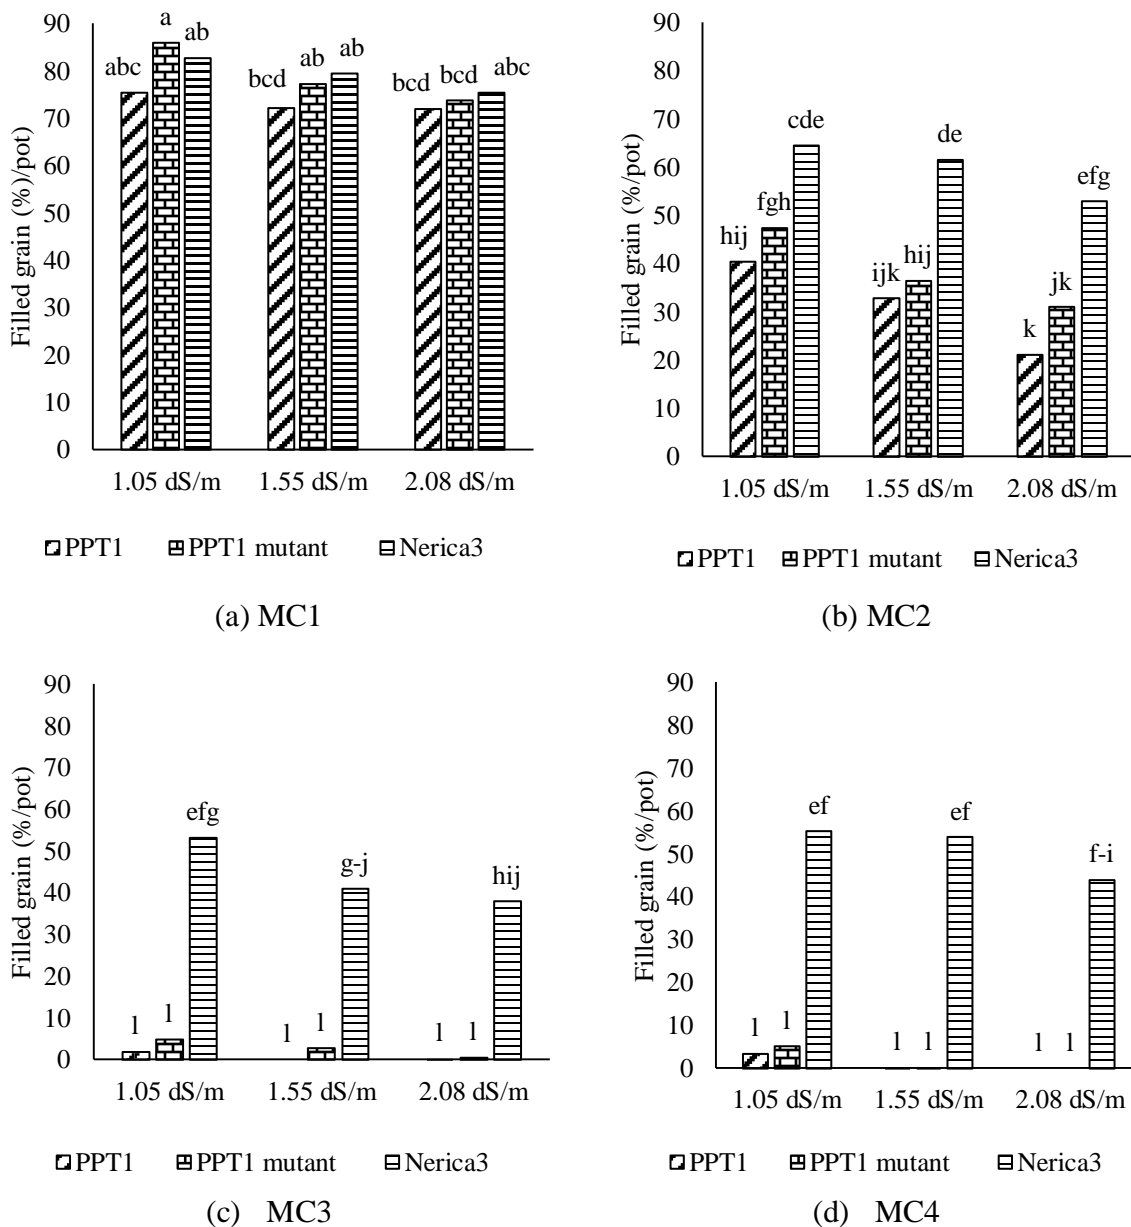 90
80
70
60
50
40
30
20
10
0
Filled grain (%)/pot)
abc
a
ab
bcd
ab
ab
bcd
bcd
abc
1.05 dS/m 1.55 dS/m 2.08 dS/m
PPT1 PPT1 mutant Nerica3
(a) MC1
90
80
70
60
50
40
30
20
10
0
Filled grain (%/pot)
hij
fgh
cde
ijk
hij
de
k
jk
efg
1.05 dS/m 1.55 dS/m 2.08 dS/m
PPT1 PPT1 mutant Nerica3
(b) MC2
90
80
70
60
50
40
30
20
10
0
Filled grain (%/pot)
l
l
efg
l
l
g-j
l
l
hij
1.05 dS/m 1.55 dS/m 2.08 dS/m
PPT1 PPT1 mutant Nerica3
(c) MC3
90
80
70
60
50
40
30
20
10
0
Filled grain (%/pot)
l
l
ef
l
l
ef
l
l
f-i
1.05 dS/m 1.55 dS/m 2.08 dS/m
PPT1 PPT1 mutant Nerica3
(d) MC4